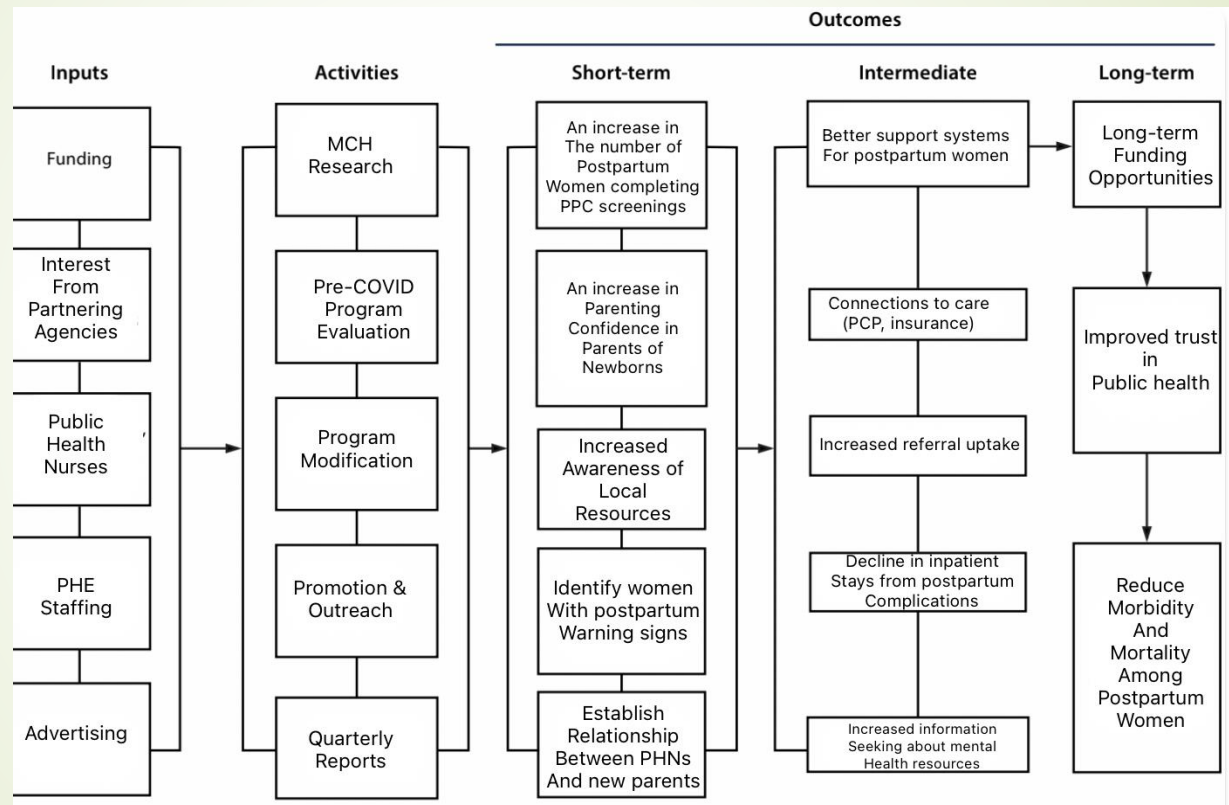 Outcomes
Inputs
Activities
Short-term
Intermediate
Long-term
Funding
Interest
From
Partnering
Agencies
Public
Health
Nurses
PHE
Staffing
Advertising
MCH
Research
Pre-COVID
Program
Evaluation
Program
Modification
Promotion &
Outreach
Quarterly
Reports
An increase in
The number of
Postpartum
Women completing
PPC screenings
An increase in
Parenting
Confidence in
Parents of
Newborns
Increased
Awareness of
Local
Resources
Identify women
With postpartum
Warning signs
Establish
Relationship
Between PHNs
And new parents
Better support systems
For postpartum women
Connections to care
(PCP, insurance)
Increased referral uptake
Decline in inpatient
Stays from postpartum
Complications
Increased information
Seeking about mental
Health resources
Long-term
Funding
Opportunities
Improved trust
in
Public health
Reduce
Morbidity
And
Mortality
Among
Postpartum
Women